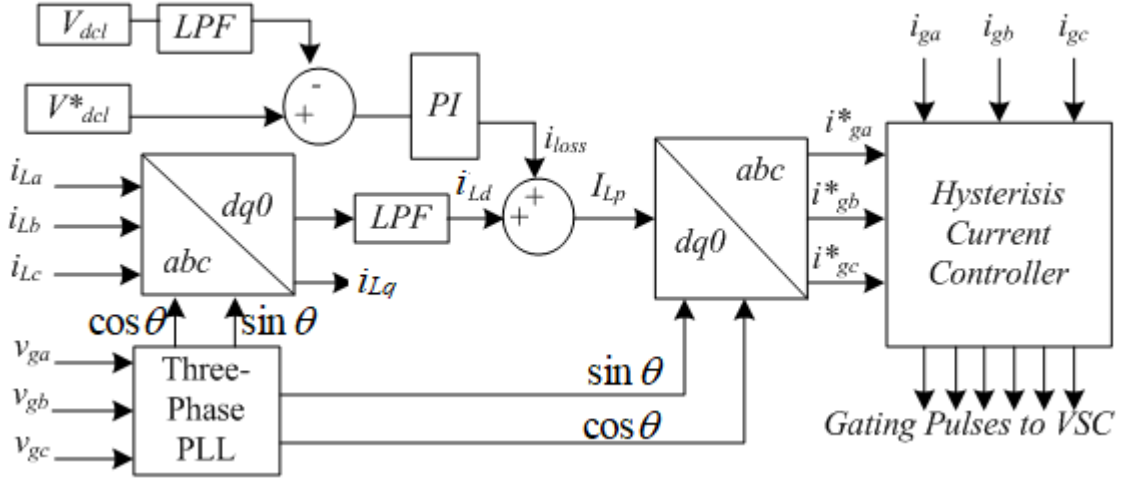 V_dcl
LPF
V*_dcl
-
+
PI
i_loss
i_La
i_Lb
i_Lc
dq0
abc
LPF
i_Ld
i_Lq
+
+
I_Lp
abc
dq0
i*_ga
i*_gb
i*_gc
i_ga
i_gb
i_gc
Hysterisis
Current
Controller
cosθ
sinθ
v_ga
v_gb
v_gc
Three-
Phase
PLL
sinθ
cosθ
Gating Pulses to VSC